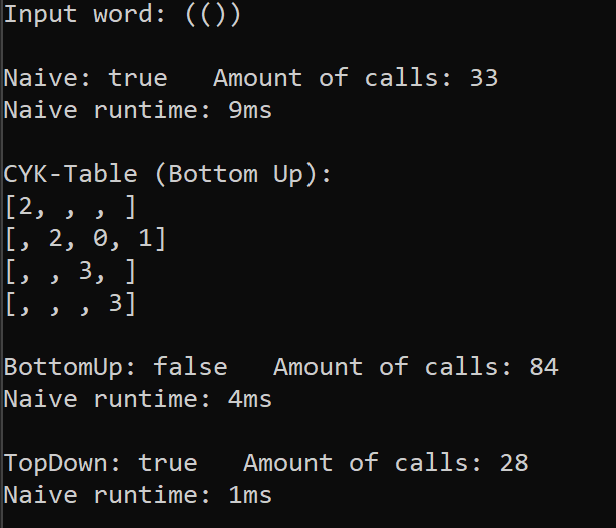 Input word: (())
Naive: true   Amount of calls: 33
Naive runtime: 9ms
CYK-Table (Bottom Up):
[2, , , ]
[, 2, 0, 1]
[, , 3, ]
[, , , 3]
BottomUp: false   Amount of calls: 84
Naive runtime: 4ms
TopDown: true   Amount of calls: 28
Naive runtime: 1ms